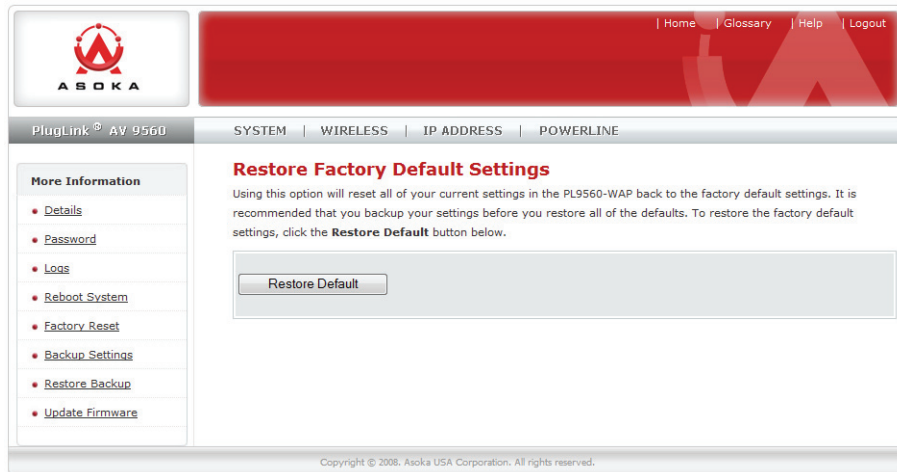 | Home | Glossary | Help | Logout
ASOKA
PlugLink® AV 9560
SYSTEM | WIRELESS | IP ADDRESS | POWERLINE
More Information
Details
Password
Logs
Reboot System
Factory Reset
Backup Settings
Restore Backup
Update Firmware
Restore Factory Default Settings
Using this option will reset all of your current settings in the PL9560-WAP back to the factory default settings. It is
recommended that you backup your settings before you restore all of the defaults. To restore the factory default
settings, click the Restore Default button below.
Restore Default
Copyright © 2008. Asoka USA Corporation. All rights reserved.